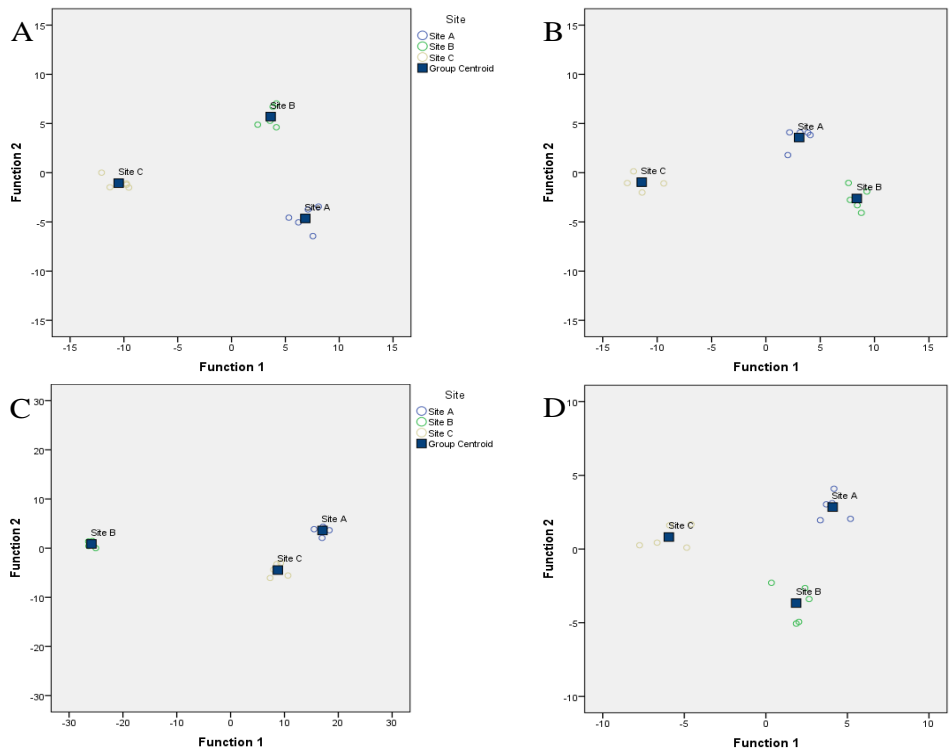 A
15
10
5
0
-5
-10
-15
-15 -10 -5 0 5 10 15
Function 2
Function 1
Site B
Site C
Site A
Site
Site A
Site B
Site C
Group Centroid
B
15
10
5
0
-5
-10
-15
-15 -10 -5 0 5 10 15
Function 2
Function 1
Site A
Site C
Site B
C
30
20
10
0
-10
-20
-30
-30 -20 -10 0 10 20 30
Function 2
Function 1
Site B
Site A
Site C
Site
Site A
Site B
Site C
Group Centroid
D
10
5
0
-5
-10
-10 -5 0 5 10
Function 2
Function 1
Site A
Site C
Site B